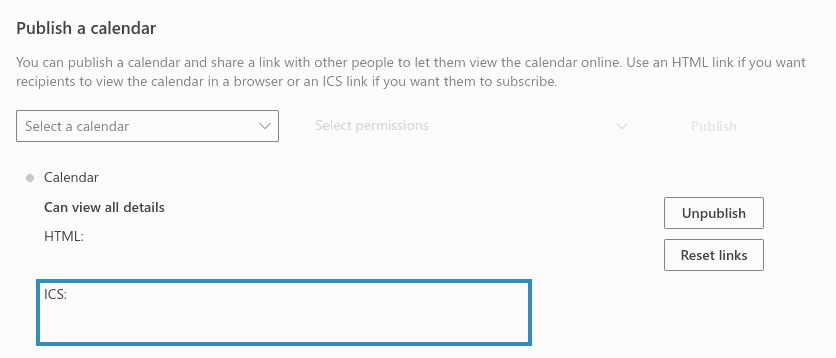 Publish a calendar
You can publish a calendar and share a link with other people to let them view the calendar online. Use an HTML link if you want
recipients to view the calendar in a browser or an ICS link if you want them to subscribe.
Select a calendar
Select permissions
Publish
Calendar
Can view all details
Unpublish
HTML:
Reset links
ICS: